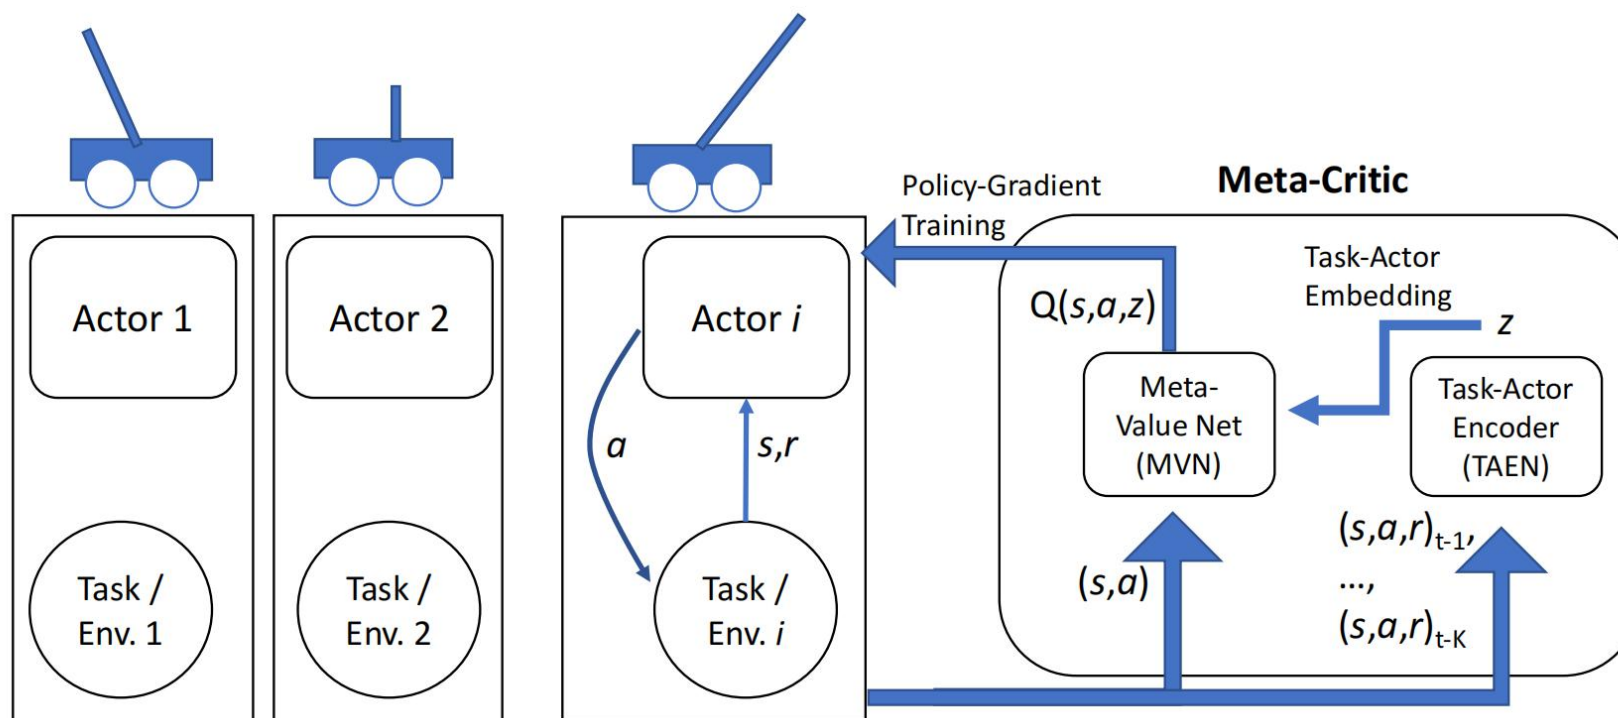 Actor 1
Task /
Env. 1
Actor 2
Task /
Env. 2
Actor i
a
s,r
Task /
Env. i
Policy-Gradient
Training
Meta-Critic
Q(s,a,z)
Task-Actor
Embedding
z
Meta-
Value Net
(MVN)
Task-Actor
Encoder
(TAEN)
(s,a)
(s,a,r)t-1,
...,
(s,a,r)t-K